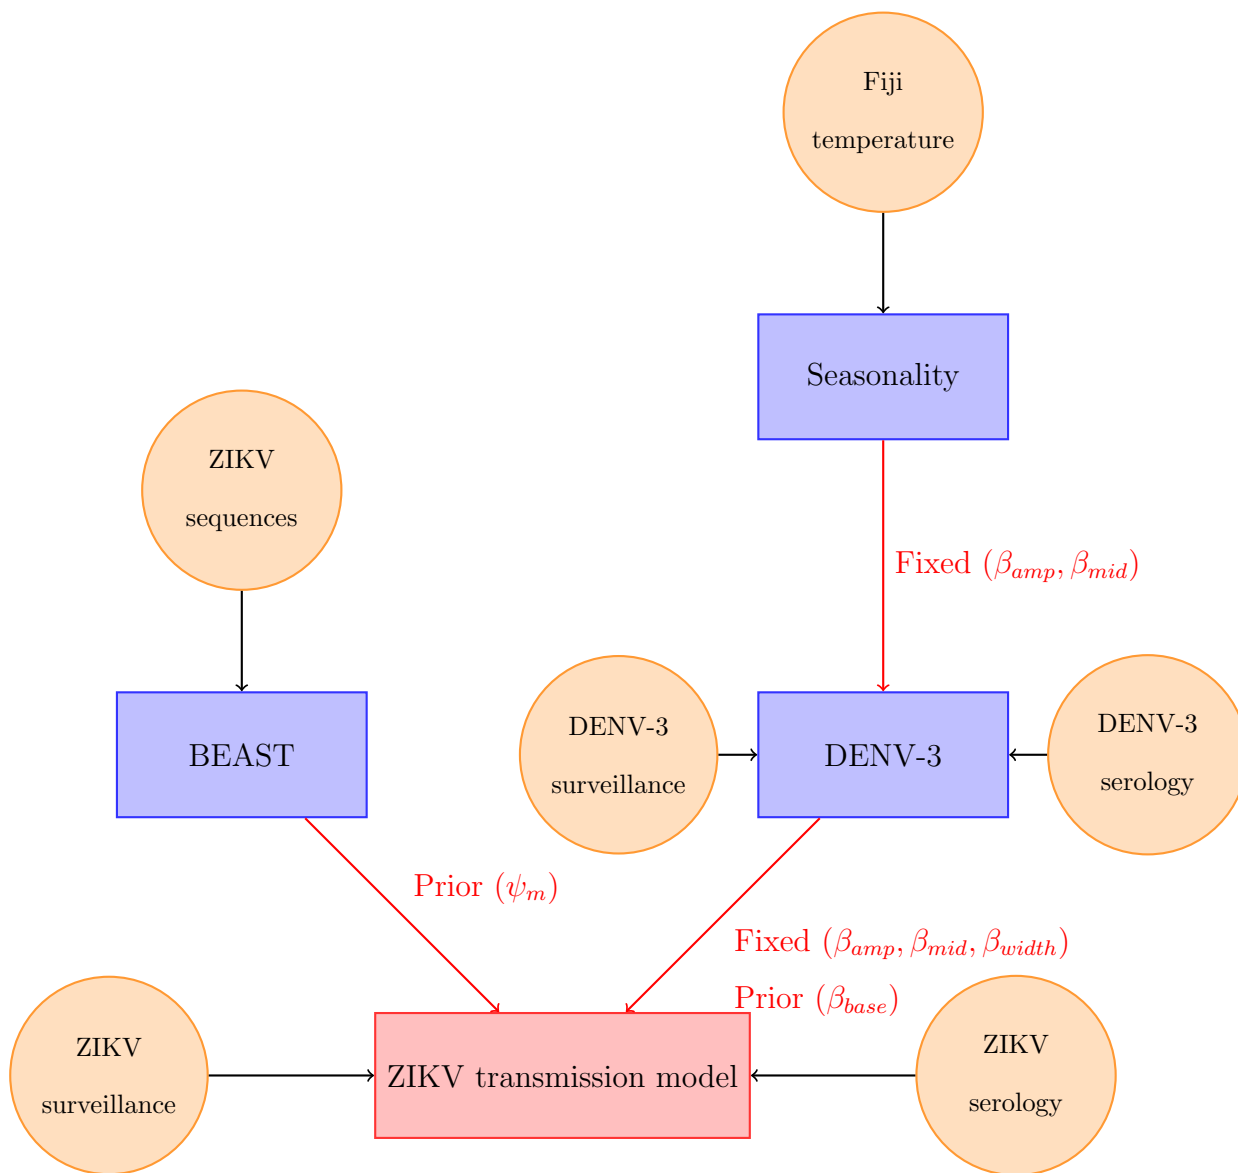 Fiji
temperature
Seasonality
ZIKV
sequences
Fixed (β_amp, β_mid)
BEAST
DENV-3
surveillance
DENV-3
DENV-3
serology
Prior (ψ_m)
Fixed (β_amp, β_mid, β_width)
Prior (β_base)
ZIKV
surveillance
ZIKV transmission model
ZIKV
serology